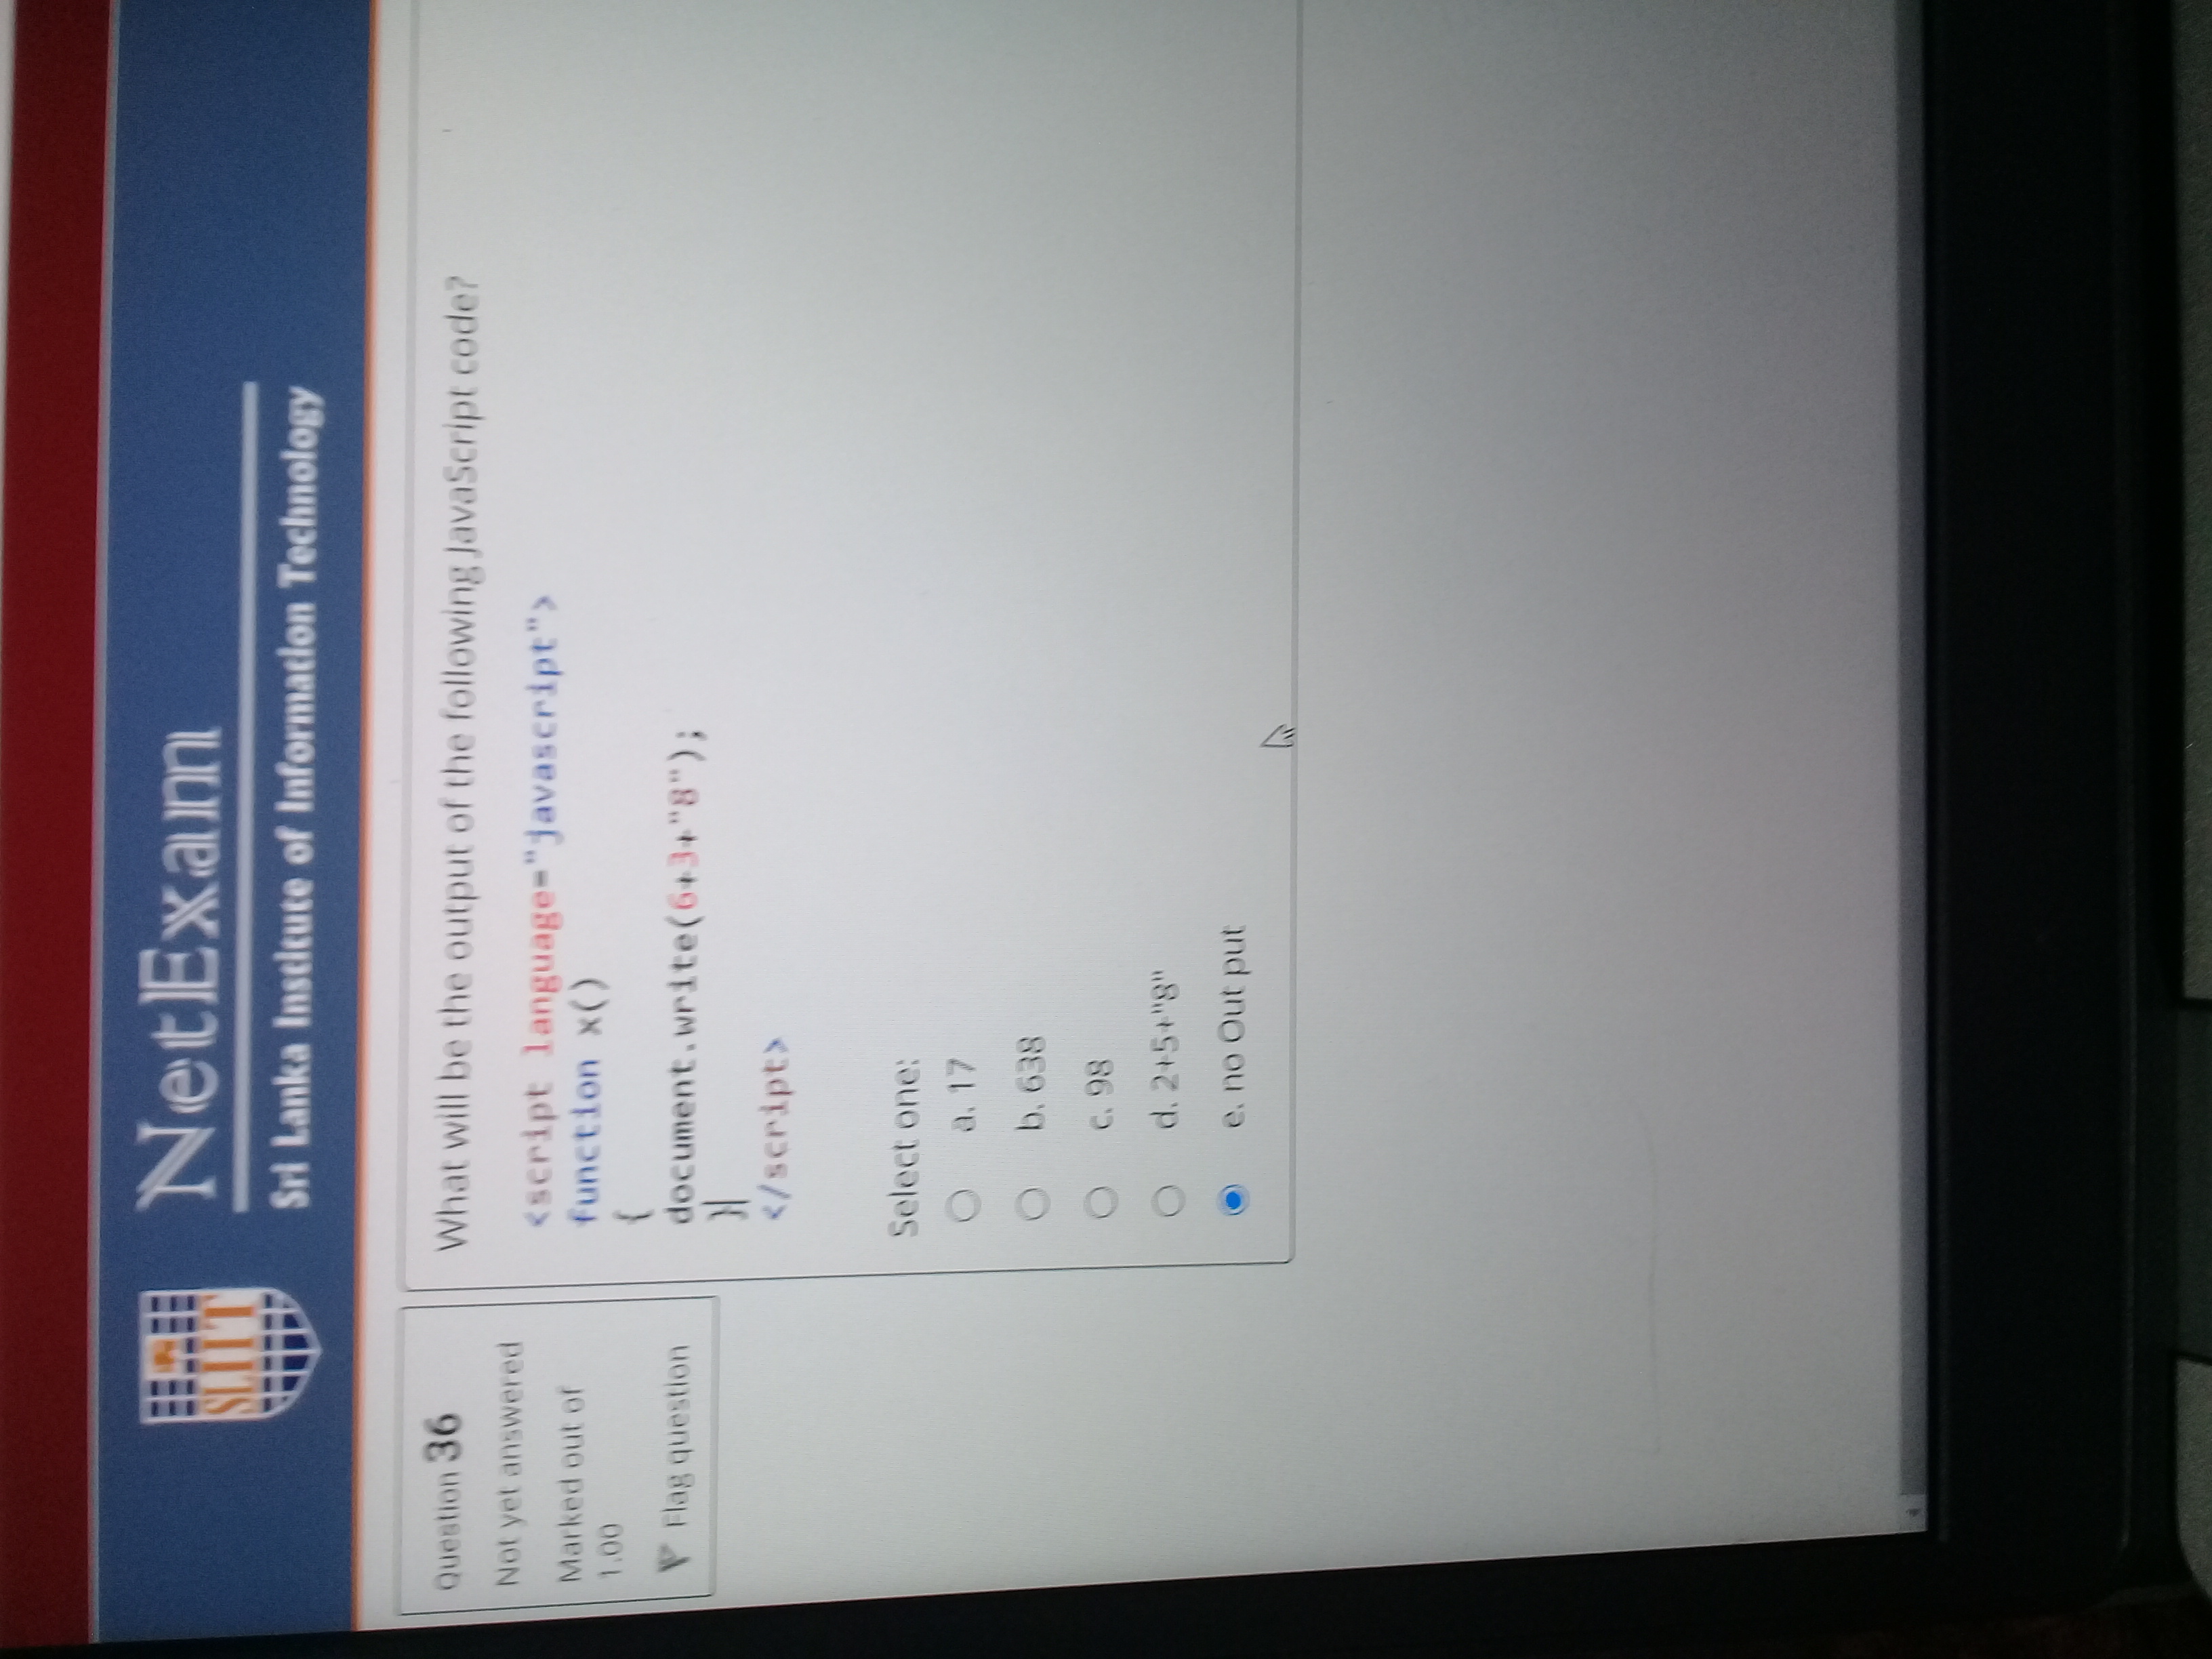 SLIIT
NetExam
Sri Lanka Institute of Information Technology
Question 36
Not yet answered
Marked out of
1.00
Flag question
What will be the output of the following JavaScript code?
<script language="javascript">
function x()
{
document.write(6+3+"8");
}
</script>
Select one:
a. 17
b. 638
c. 98
d. 2+5+"8"
e. no Out put